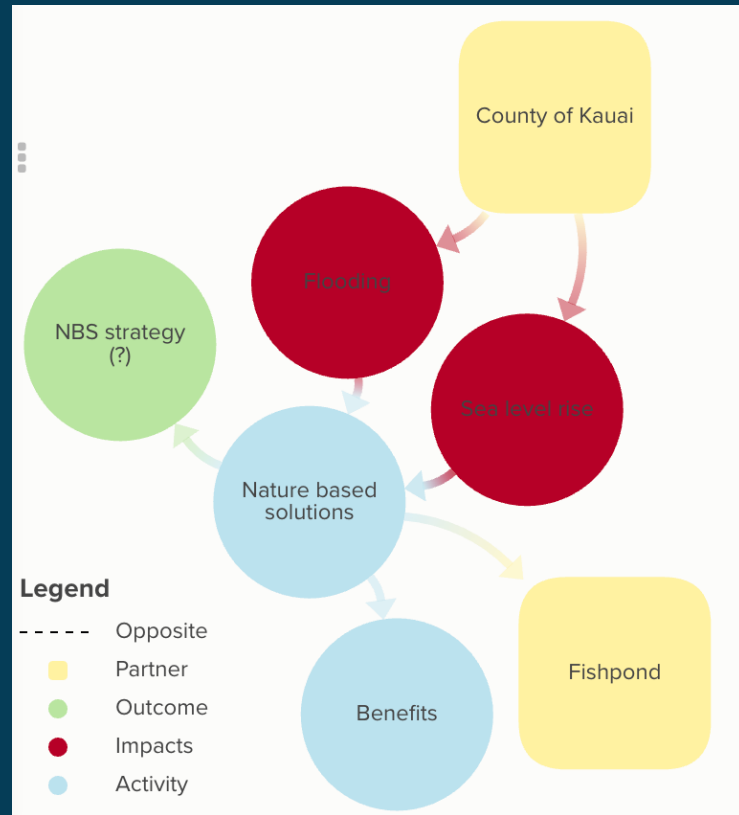 County of Kauai
Flooding
NBS strategy
(?)
Sea level rise
Nature based
solutions
Fishpond
Benefits
Legend
Opposite
Partner
Outcome
Impacts
Activity